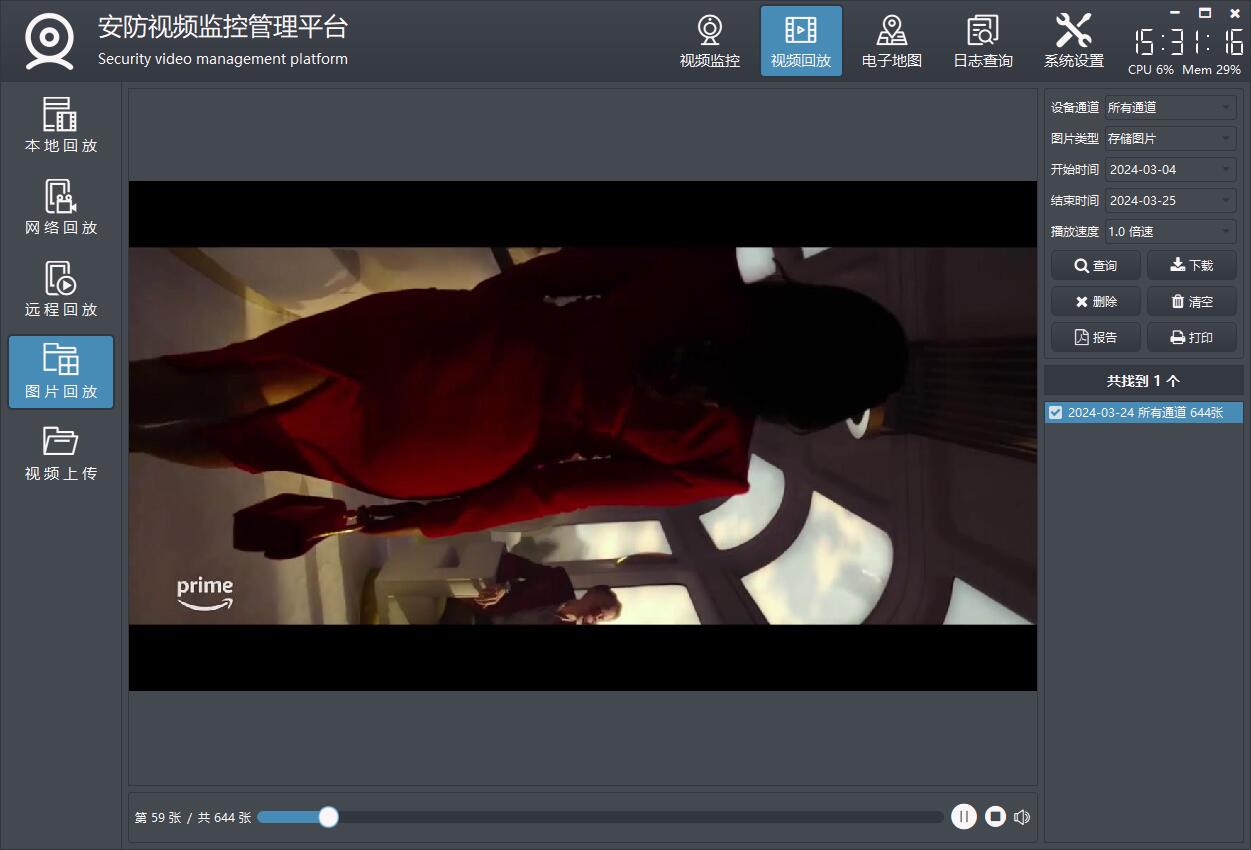 安防视频监控管理平台
Security video management platform
视频监控
视频回放
电子地图
日志查询
系统设置
15:31:16
CPU 6% Mem 29%
本地回放
网络回放
远程回放
图片回放
视频上传
prime
第 59 张 / 共 644 张
设备通道 所有通道
图片类型 存储图片
开始时间 2024-03-04
结束时间 2024-03-25
播放速度 1.0 倍速
查询 下载
删除 清空
报告 打印
共找到 1 个
2024-03-24 所有通道 644张